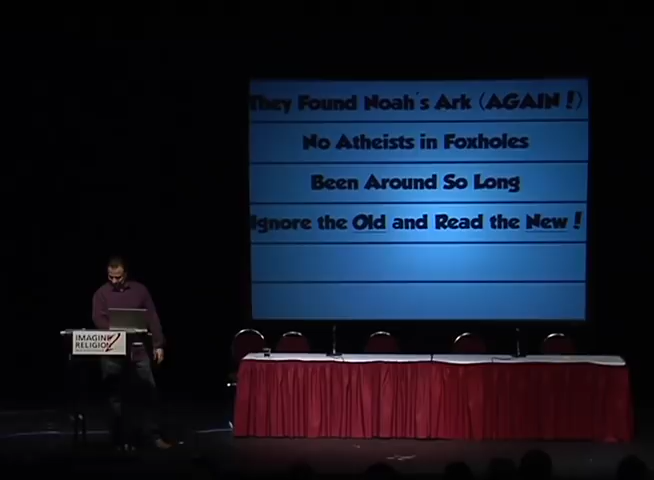 They Found Noah's Ark (AGAIN!)
No Atheists in Foxholes
Been Around So Long
Ignore the Old and Read the New!
IMAGINE
RELIGION
2